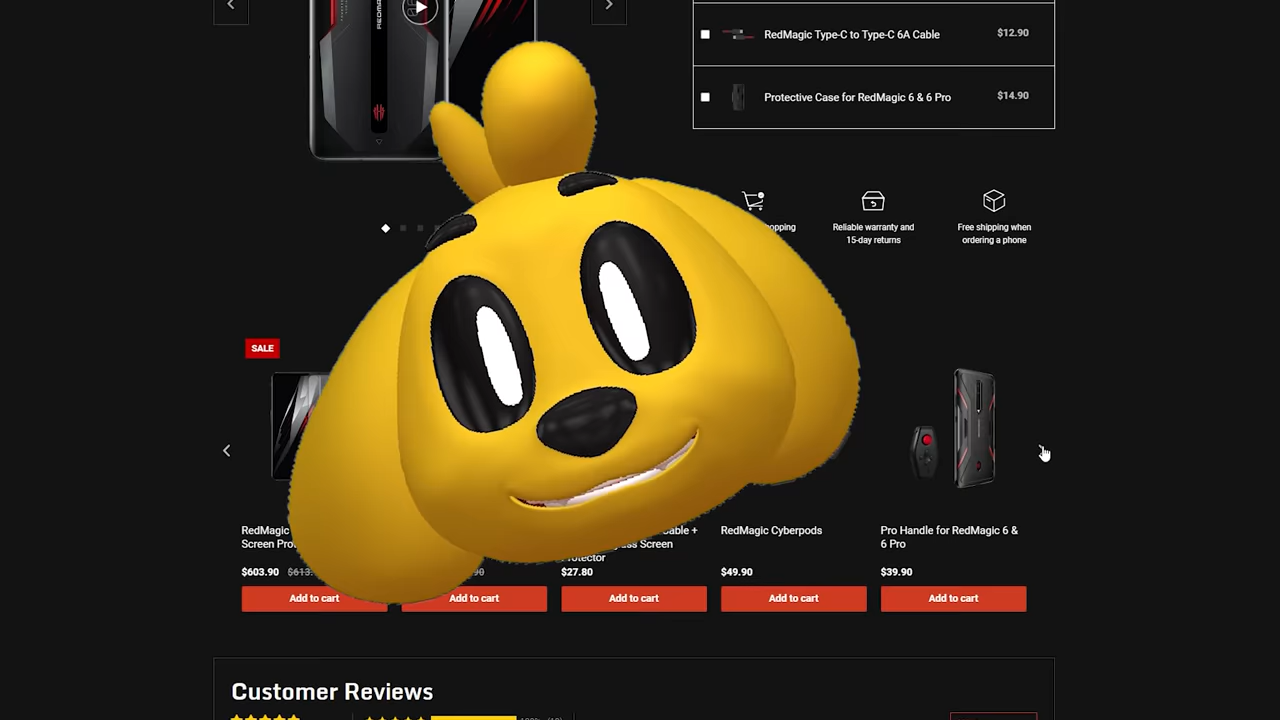 REDMAGIC
RedMagic Type-C to Type-C 6A Cable
$12.90
Protective Case for RedMagic 6 & 6 Pro
$14.90
Reliable warranty and
15-day returns
Free shipping when
ordering a phone
SALE
RedMagic
Screen
$603.90
Cable +
Screen
Protector
$27.80
RedMagic Cyberpods
$49.90
Pro Handle for RedMagic 6 &
6 Pro
$39.90
Add to cart
Add to cart
Add to cart
Add to cart
Add to cart
Customer Reviews